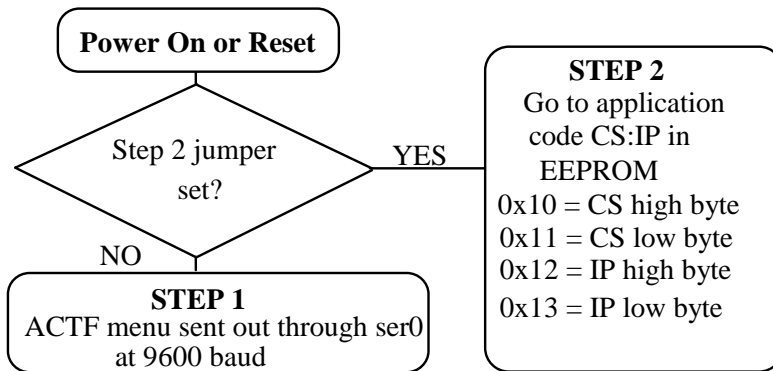 Power On or Reset
Step 2 jumper
set?
YES
NO
STEP 1
ACTF menu sent out through ser0
at 9600 baud
STEP 2
Go to application
code CS:IP in
EEPROM
0x10 = CS high byte
0x11 = CS low byte
0x12 = IP high byte
0x13 = IP low byte